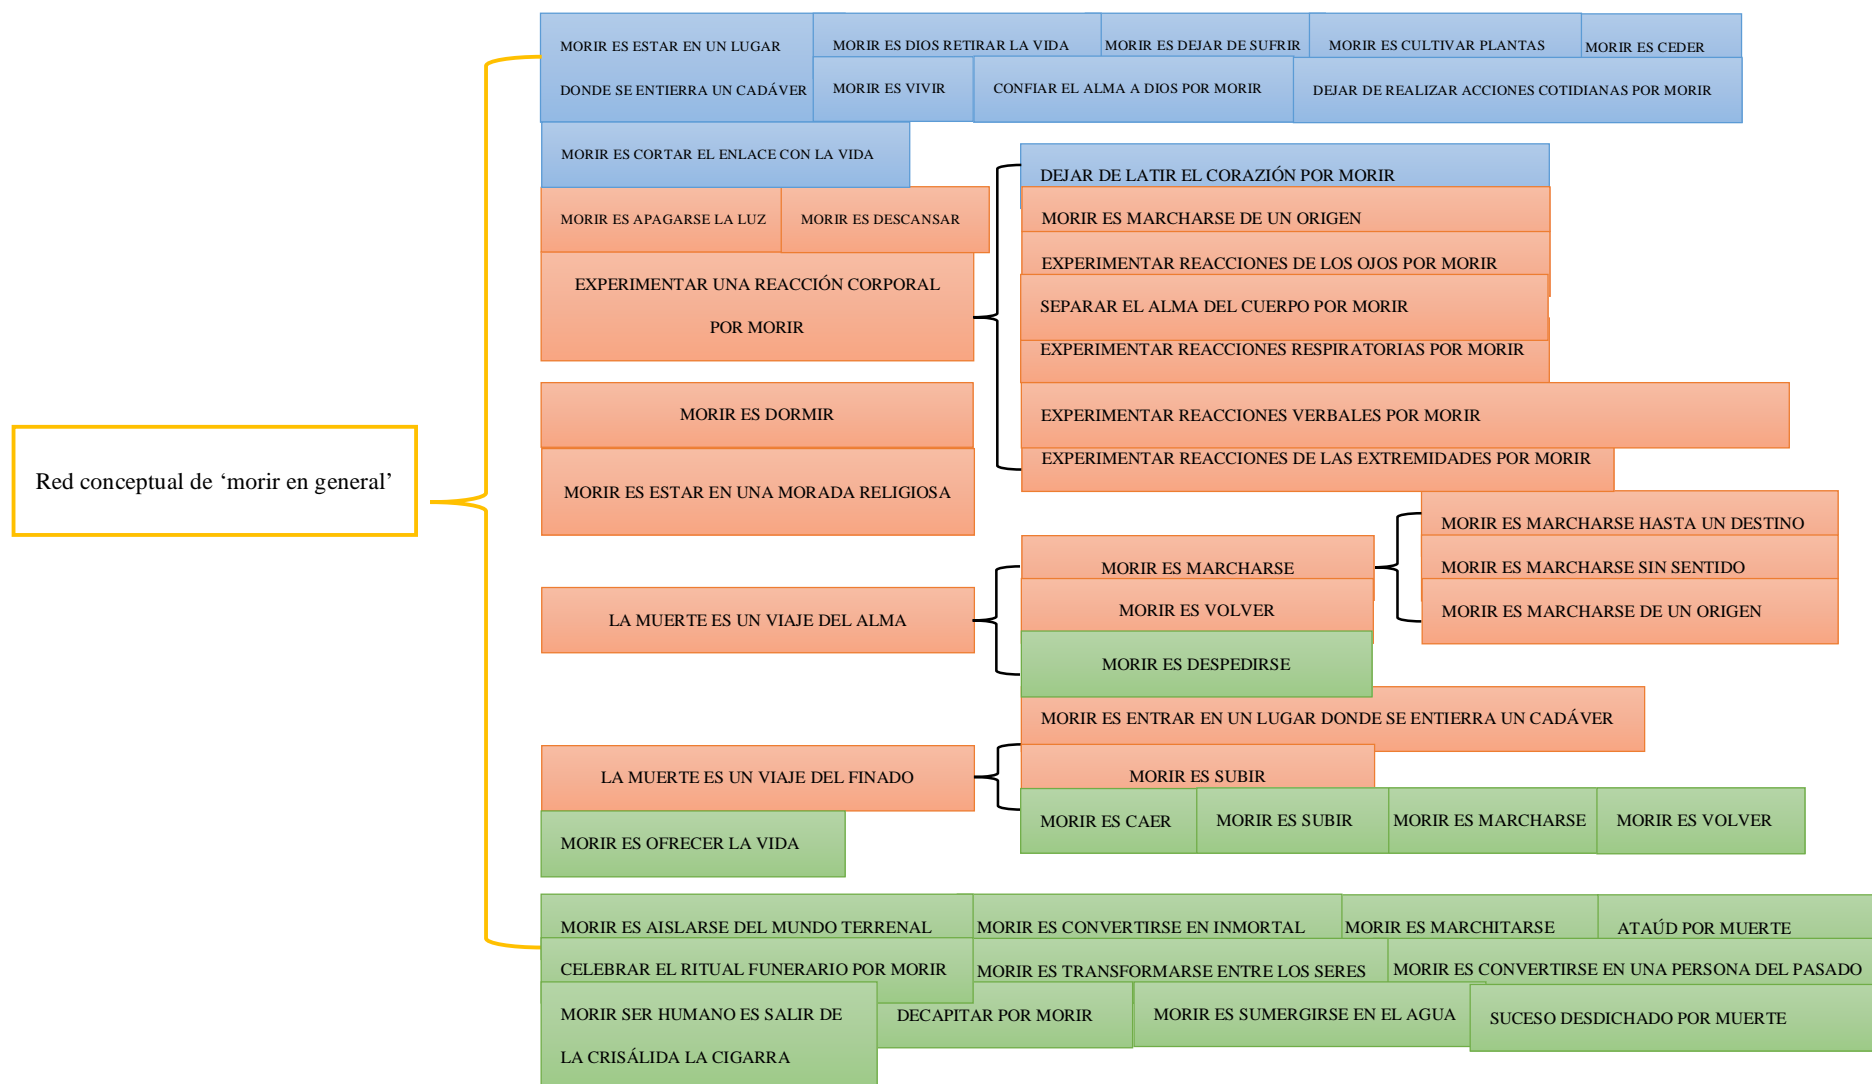 MORIR ES ESTAR EN UN LUGAR
DONDE SE ENTIERRA UN CADÁVER
MORIR ES DIOS RETIRAR LA VIDA
MORIR ES DEJAR DE SUFRIR
MORIR ES CULTIVAR PLANTAS
MORIR ES CEDER
MORIR ES VIVIR
CONFIAR EL ALMA A DIOS POR MORIR
DEJAR DE REALIZAR ACCIONES COTIDIANAS POR MORIR
MORIR ES CORTAR EL ENLACE CON LA VIDA
MORIR ES APAGARSE LA LUZ
MORIR ES DESCANSAR
EXPERIMENTAR UNA REACCIÓN CORPORAL
POR MORIR
DEJAR DE LATIR EL CORAZIÓN POR MORIR
MORIR ES MARCHARSE DE UN ORIGEN
EXPERIMENTAR REACCIONES DE LOS OJOS POR MORIR
SEPARAR EL ALMA DEL CUERPO POR MORIR
EXPERIMENTAR REACCIONES RESPIRATORIAS POR MORIR
EXPERIMENTAR REACCIONES VERBALES POR MORIR
EXPERIMENTAR REACCIONES DE LAS EXTREMIDADES POR MORIR
MORIR ES DORMIR
MORIR ES ESTAR EN UNA MORADA RELIGIOSA
Red conceptual de ‘morir en general’
LA MUERTE ES UN VIAJE DEL ALMA
MORIR ES MARCHARSE
MORIR ES VOLVER
MORIR ES DESPEDIRSE
MORIR ES MARCHARSE HASTA UN DESTINO
MORIR ES MARCHARSE SIN SENTIDO
MORIR ES MARCHARSE DE UN ORIGEN
LA MUERTE ES UN VIAJE DEL FINADO
MORIR ES ENTRAR EN UN LUGAR DONDE SE ENTIERRA UN CADÁVER
MORIR ES SUBIR
MORIR ES CAER
MORIR ES SUBIR
MORIR ES MARCHARSE
MORIR ES VOLVER
MORIR ES OFRECER LA VIDA
MORIR ES AISLARSE DEL MUNDO TERRENAL
MORIR ES CONVERTIRSE EN INMORTAL
MORIR ES MARCHITARSE
ATAÚD POR MUERTE
CELEBRAR EL RITUAL FUNERARIO POR MORIR
MORIR ES TRANSFORMARSE ENTRE LOS SERES
MORIR ES CONVERTIRSE EN UNA PERSONA DEL PASADO
MORIR SER HUMANO ES SALIR DE
LA CRISÁLIDA LA CIGARRA
DECAPITAR POR MORIR
MORIR ES SUMERGIRSE EN EL AGUA
SUCESO DESDICHADO POR MUERTE